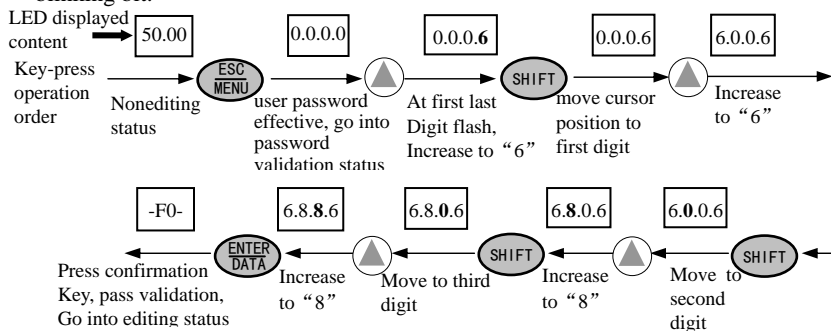 LED displayed
content
50.00
0.0.0.0
0.0.0.6
0.0.0.6
6.0.0.6
Key-press
operation
order
Nonediting
status
ESC
MENU
user password
effective, go into
password
validation status
At first last
Digit flash,
Increase to “6”
SHIFT
move cursor
position to
first digit
Increase
to “6”
-F0-
6.8.8.6
6.8.0.6
6.8.0.6
6.0.0.6
Press confirmation
Key, pass validation,
Go into editing status
ENTER
DATA
Increase
to “8”
Move to third
digit
SHIFT
Increase
to “8”
Move to
second
digit
SHIFT